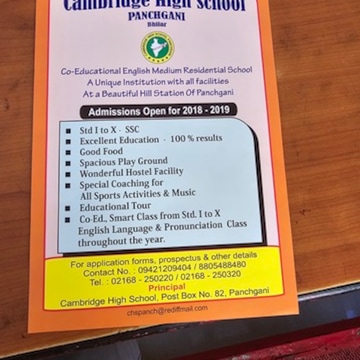 Cambridge High School
PANCHGANI
Bhilar
Co-Educational English Medium Residential School
A Unique Institution with all facilities
At a Beautiful Hill Station Of Panchgani
Admissions Open for 2018 - 2019
Std I to X - SSC
Excellent Education - 100 % results
Good Food
Spacious Play Ground
Wonderful Hostel Facility
Special Coaching for
All Sports Activities & Music
Educational Tour
Co-Ed., Smart Class from Std. I to X
English Language & Pronunciation Class
throughout the year.
For application forms, prospectus & other details
Contact No. : 09421209404 / 8805488480
Tel. : 02168 - 250220 / 02168 - 250320
Principal
Cambridge High School, Post Box No. 82, Panchgani
chspanch@rediffmail.com